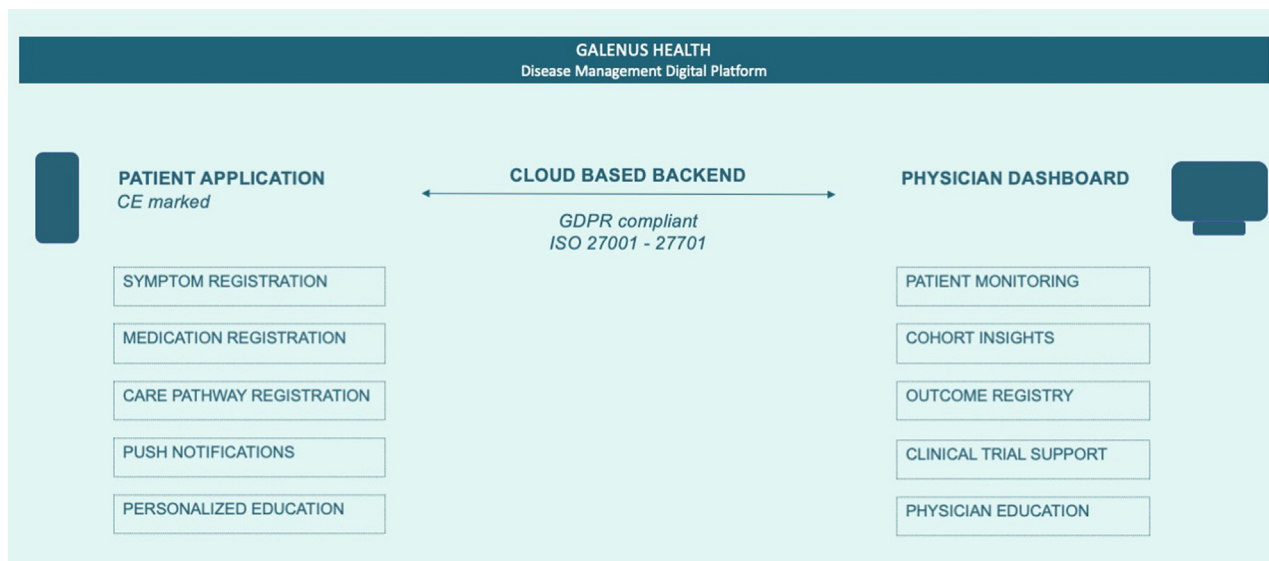 GALENUS HEALTH
Disease Management Digital Platform
PATIENT APPLICATION
CE marked
CLOUD BASED BACKEND
GDPR compliant
ISO 27001 - 27701
PHYSICIAN DASHBOARD
SYMPTOM REGISTRATION
MEDICATION REGISTRATION
CARE PATHWAY REGISTRATION
PUSH NOTIFICATIONS
PERSONALIZED EDUCATION
PATIENT MONITORING
COHORT INSIGHTS
OUTCOME REGISTRY
CLINICAL TRIAL SUPPORT
PHYSICIAN EDUCATION